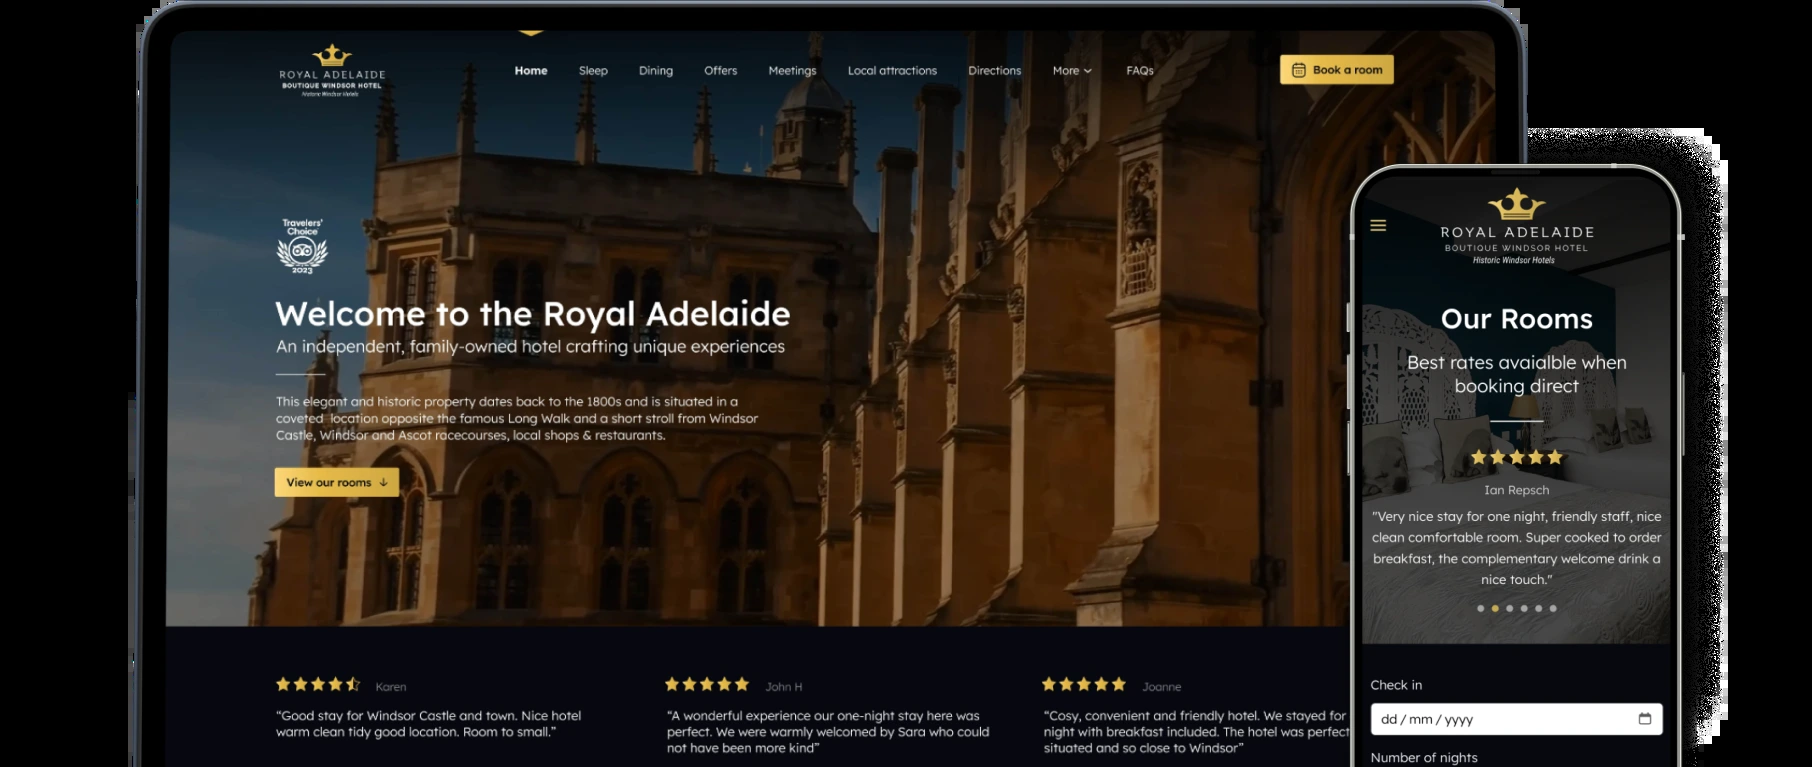 ROYAL ADELAIDE
BOUTIQUE WINDSOR HOTEL
Historic Windsor Hotels
Home Sleep Dining Offers Meetings Local attractions Directions More FAQs
Book a room
Travelers'
Choice
2023
Welcome to the Royal Adelaide
An independent, family-owned hotel crafting unique experiences
This elegant and historic property dates back to the 1800s and is situated in a
coveted location opposite the famous Long Walk and a short stroll from Windsor
Castle, Windsor and Ascot racecourses, local shops & restaurants.
View our rooms ↓
Karen
“Good stay for Windsor Castle and town. Nice hotel
warm clean tidy good location. Room to small.”
John H
“A wonderful experience our one-night stay here was
perfect. We were warmly welcomed by Sara who could
not have been more kind”
Joanne
“Cosy, convenient and friendly hotel. We stayed for
night with breakfast included. The hotel was perfect
situated and so close to Windsor”
ROYAL ADELAIDE
BOUTIQUE WINDSOR HOTEL
Historic Windsor Hotels
Our Rooms
Best rates avaialbe when
booking direct
Ian Repsch
"Very nice stay for one night, friendly staff, nice
clean comfortable room. Super cooked to order
breakfast, the complementary welcome drink a
nice touch."
Check in
dd / mm / yyyy
Number of nights